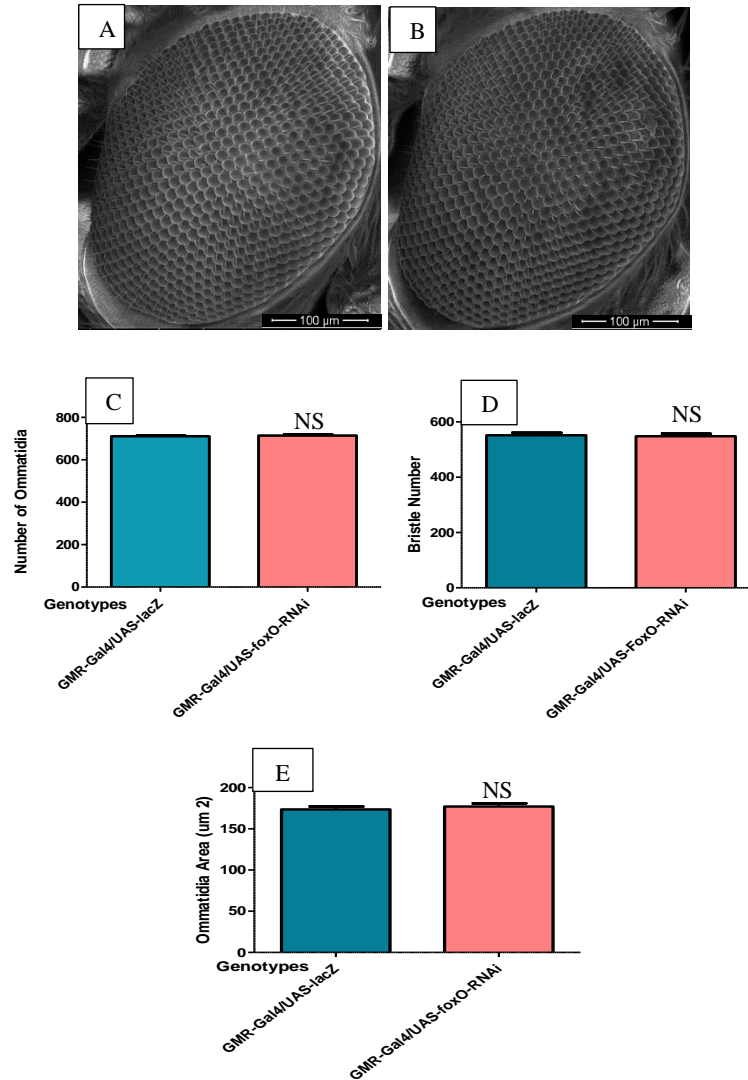 A
B
100 µm
100 µm
C
NS
800
600
400
200
0
Number of Ommatidia
Genotypes
GMR-Gal4/UAS-lacZ
GMR-Gal4/UAS-foxO-RNAi
D
NS
600
400
200
0
Bristle Number
Genotypes
GMR-Gal4/UAS-lacZ
GMR-Gal4/UAS-FoxO-RNAi
E
NS
200
150
100
50
0
Ommatidia Area (um 2)
Genotypes
GMR-Gal4/UAS-lacZ
GMR-Gal4/UAS-foxO-RNAi